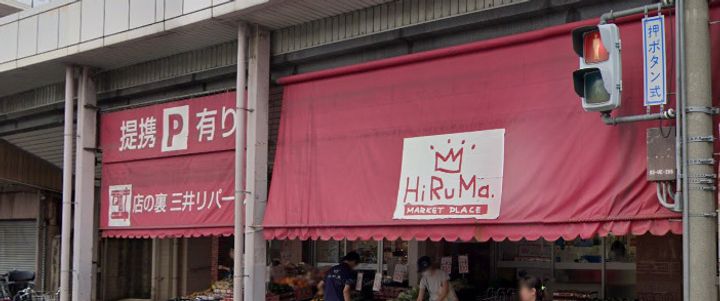 提携 P 有り
店の裏 三井リパーク
HiRuMa.
MARKET PLACE
押ボタン式